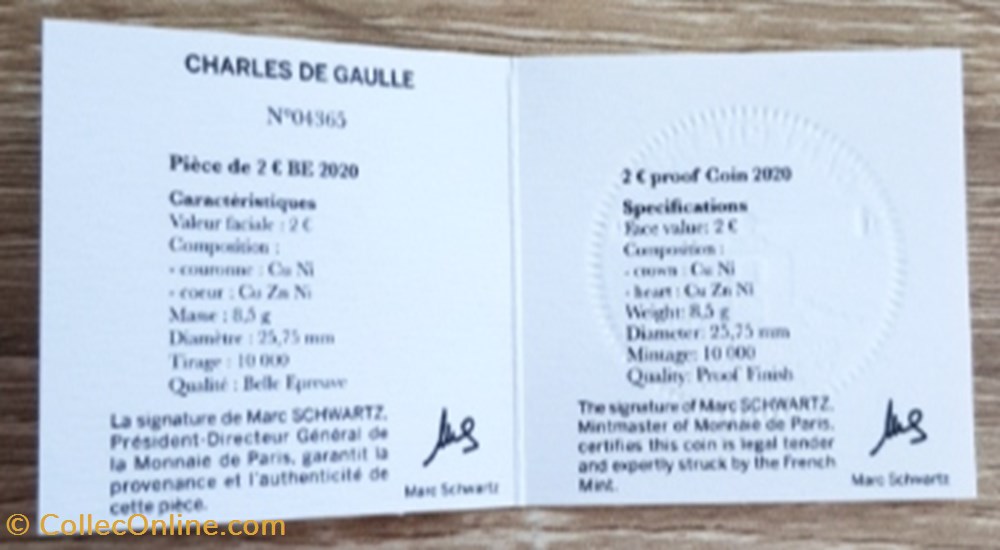 CHARLES DE GAULLE
N°04365
Pièce de 2 € BE 2020
Caractéristiques
Valeur faciale : 2 €
Composition :
- couronne : Cu Ni
- coeur : Cu Zn Ni
Masse : 8,5 g
Diamètre : 25,75 mm
Tirage : 10 000
Qualité : Belle Epreuve
La signature de Marc SCHWARTZ,
Président-Directeur Général de
la Monnaie de Paris, garantit la
provenance et l'authenticité de
cette pièce.
Marc Schwartz
2 € proof Coin 2020
Specifications
Face value: 2 €
Composition :
- crown : Cu Ni
- heart : Cu Zn Ni
Weight: 8,5 g
Diameter: 25,75 mm
Mintage: 10 000
Quality: Proof Finish
The signature of Marc SCHWARTZ,
Mintmaster of Monnaie de Paris,
certifies this coin is legal tender
and expertly struck by the French
Mint.
Marc Schwartz
© CollecOnline.com